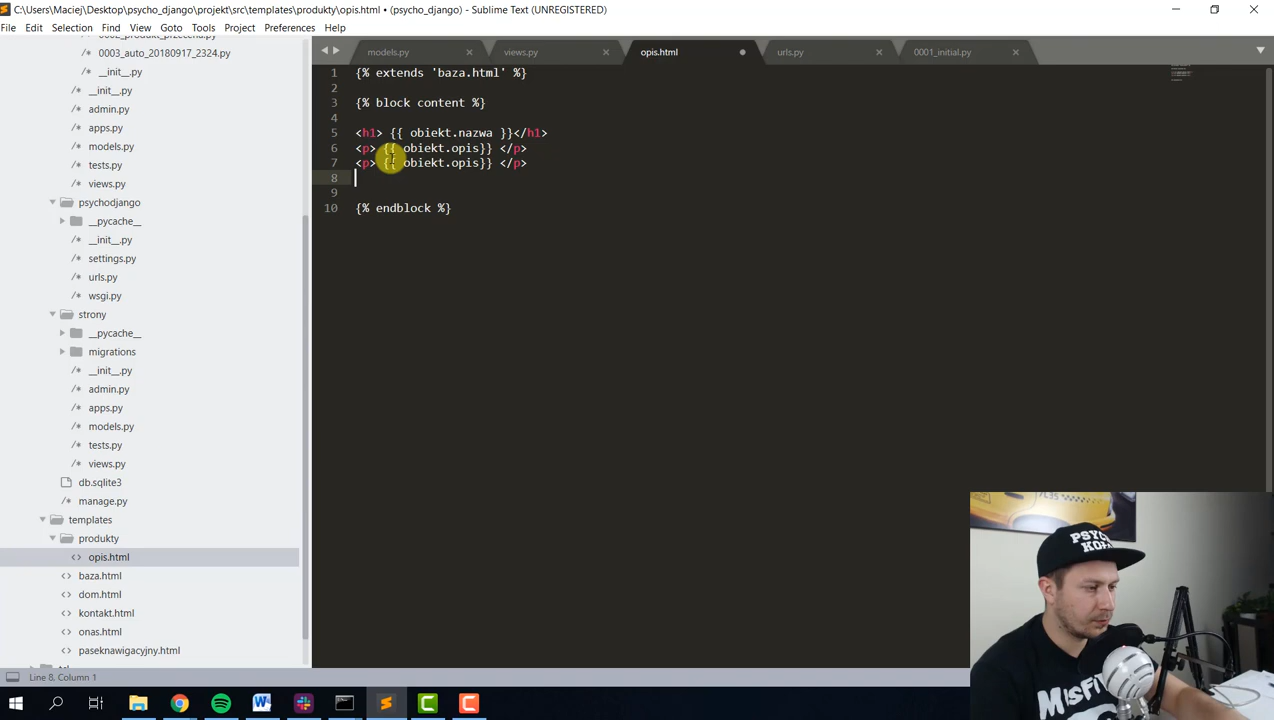 C:\Users\Maciej\Desktop\psycho_django\projekt\src\templates\produkty\opis.html • (psycho_django) - Sublime Text (UNREGISTERED)
File Edit Selection Find View Goto Tools Project Preferences Help
models.py × views.py × opis.html urls.py × 0001_initial.py ×
0002_produkt_przecena.py
/* 0003_auto_20180917_2324.py
/* __init__.py
/* __init__.py
/* admin.py
/* apps.py
/* models.py
/* tests.py
/* views.py
psychodjango
__pycache__
/* __init__.py
/* settings.py
/* urls.py
/* wsgi.py
strony
__pycache__
migrations
/* __init__.py
/* admin.py
/* apps.py
/* models.py
/* tests.py
/* views.py
db.sqlite3
/* manage.py
templates
produkty
<> opis.html
<> baza.html
<> dom.html
<> kontakt.html
<> onas.html
<> paseknawigacyjny.html
1 {% extends 'baza.html' %}
2
3 {% block content %}
4
5 <h1> {{ obiekt.nazwa }}</h1>
6 <p> {{ obiekt.opis}} </p>
7 <p> {{ obiekt.opis}} </p>
8
9
10 {% endblock %}
Line 8, Column 1